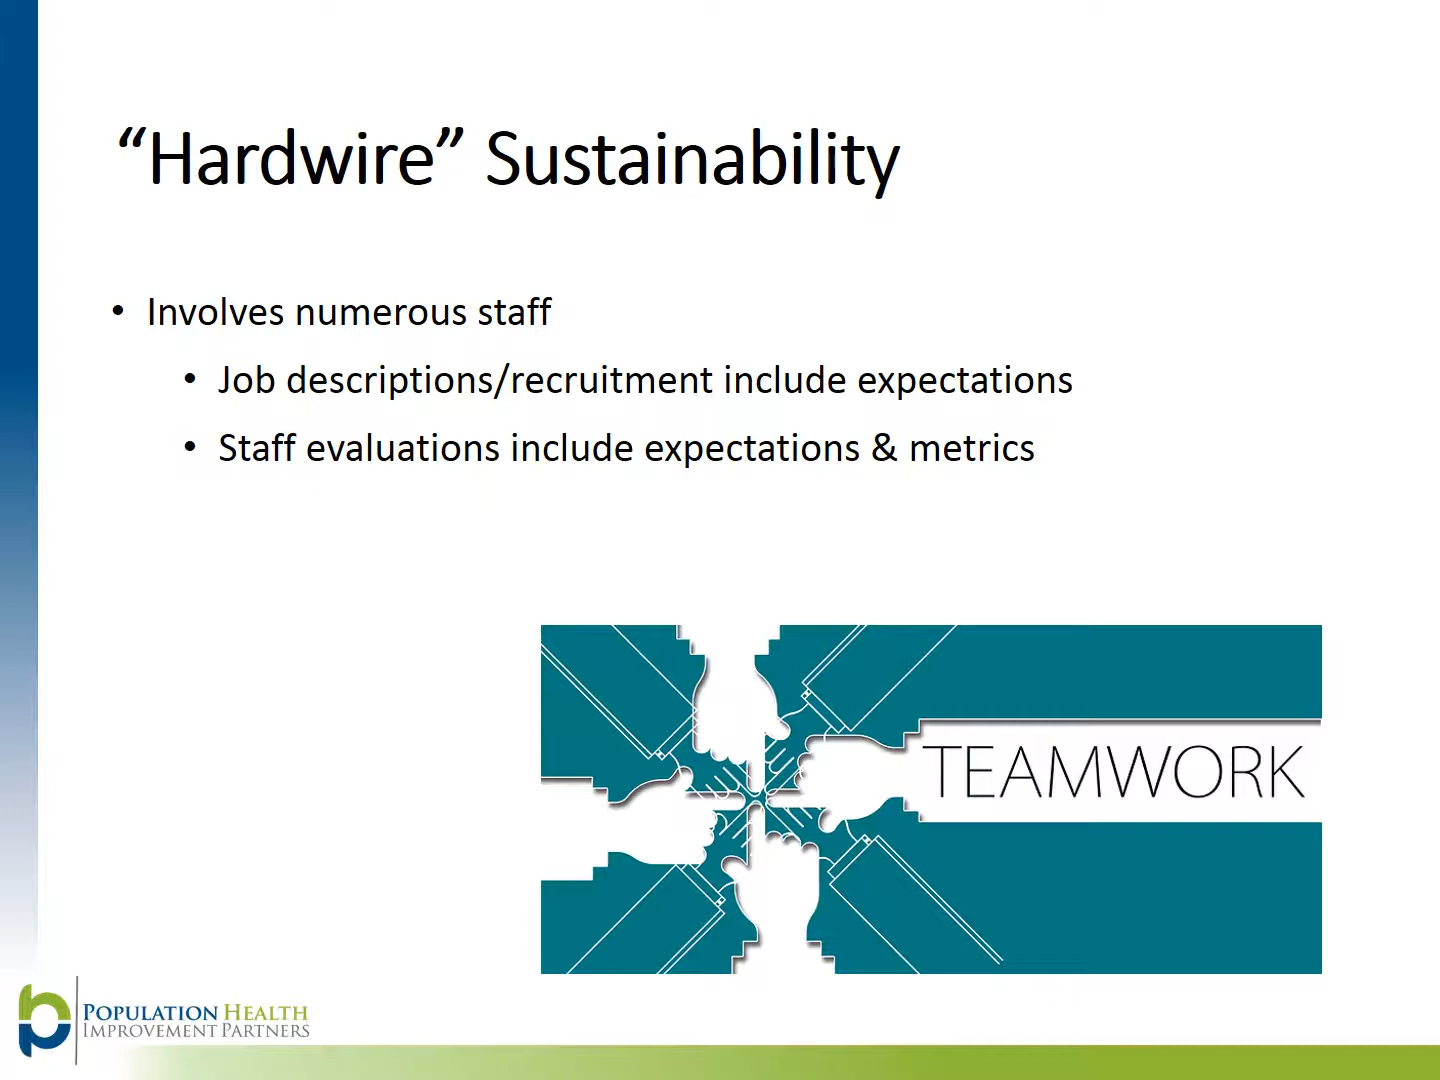 “Hardwire” Sustainability
• Involves numerous staff
• Job descriptions/recruitment include expectations
• Staff evaluations include expectations & metrics
TEAMWORK
POPULATION HEALTH
IMPROVEMENT PARTNERS